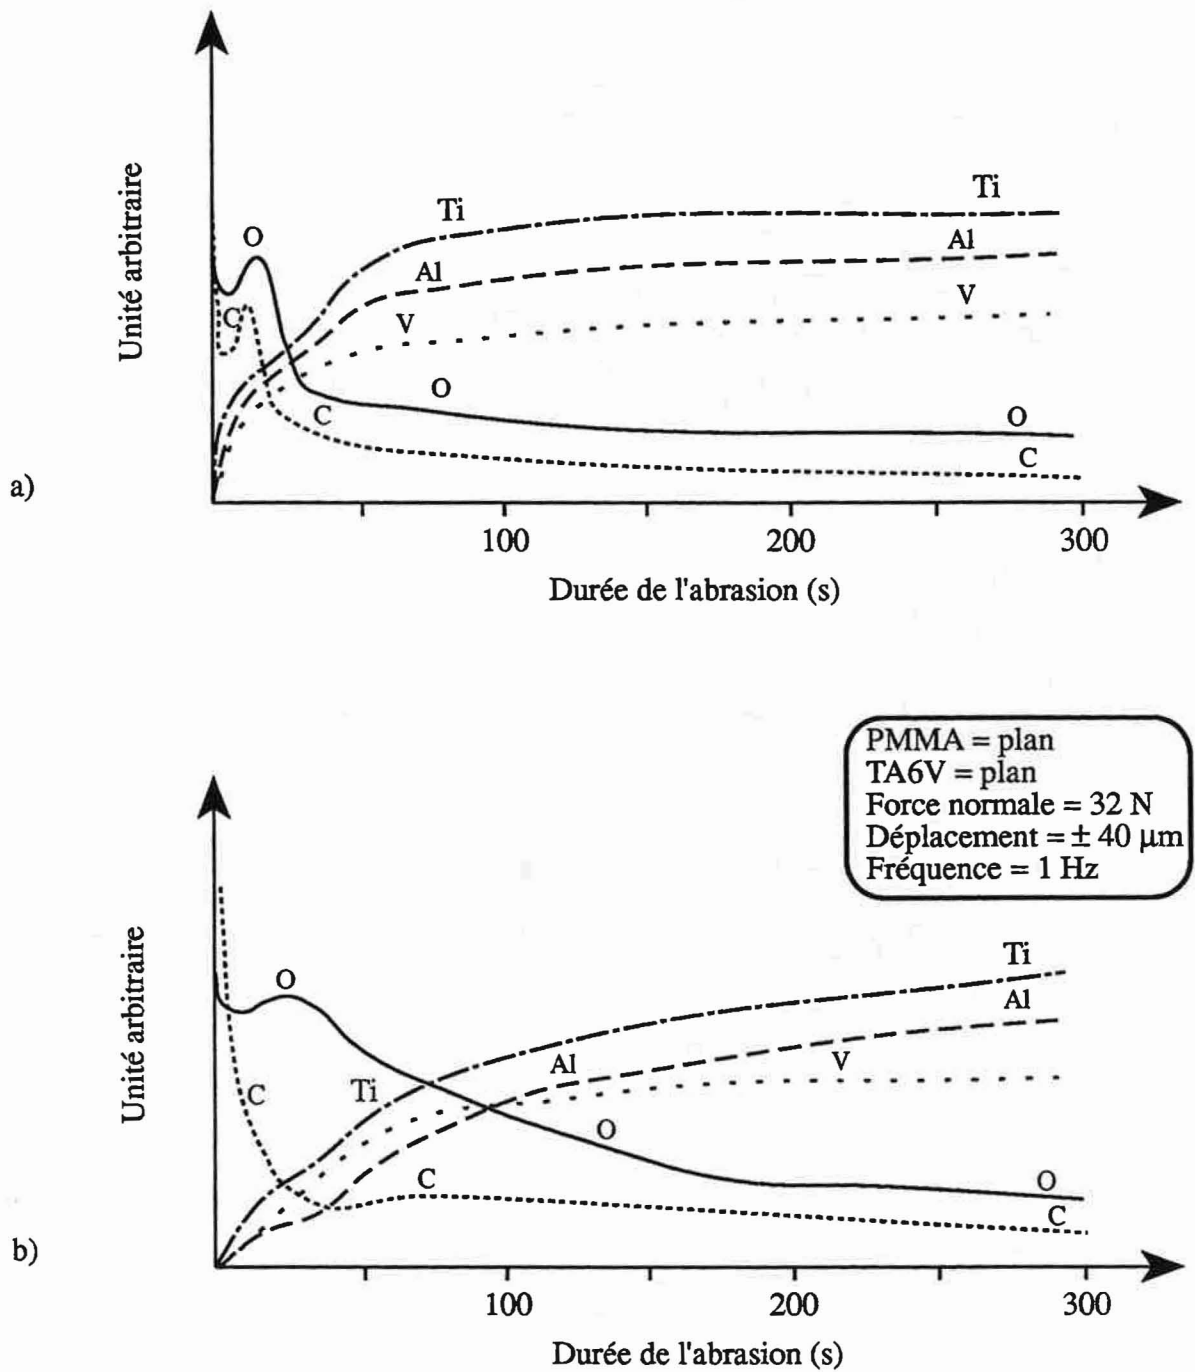 Unité arbitraire
Ti
Ti
O
Al
Al
C
V
V
O
O
C
C
a)
100
200
300
Durée de l'abrasion (s)
PMMA = plan
TA6V = plan
Force normale = 32 N
Déplacement = ± 40 µm
Fréquence = 1 Hz
Unité arbitraire
Ti
O
Al
Al
V
C
Ti
O
C
O
C
b)
100
200
300
Durée de l'abrasion (s)